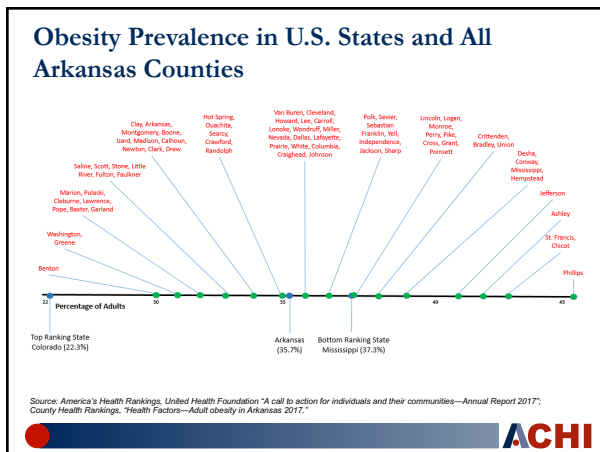 Obesity Prevalence in U.S. States and All
Arkansas Counties
Van Buren, Cleveland,
Howard, Lee, Carroll,
Lonoke, Woodruff, Miller,
Nevada, Dallas, Lafayette,
Prairie, White, Columbia,
Craighead, Johnson
Hot Spring,
Ouachita,
Searcy,
Crawford,
Randolph
Clay, Arkansas,
Montgomery, Boone,
Izard, Madison, Calhoun,
Newton, Clark, Drew
Polk, Sevier,
Sebastian
Franklin, Yell,
Independence,
Jackson, Sharp
Lincoln, Logan,
Monroe,
Perry, Pike,
Cross, Grant,
Poinsett
Crittenden,
Bradley, Union
Desha,
Conway,
Mississippi,
Hempstead
Saline, Scott, Stone, Little
River, Fulton, Faulkner
Marion, Pulaski,
Cleburne, Lawrence,
Pope, Baxter, Garland
Jefferson
Ashley
Washington,
Greene
St. Francis,
Chicot
Benton
Phillips
22
30
35
40
45
Percentage of Adults
Top Ranking State
Colorado (22.3%)
Arkansas
(35.7%)
Bottom Ranking State
Mississippi (37.3%)
Source: America's Health Rankings, United Health Foundation "A call to action for individuals and their communities—Annual Report 2017";
County Health Rankings, "Health Factors—Adult obesity in Arkansas 2017."
ACHI